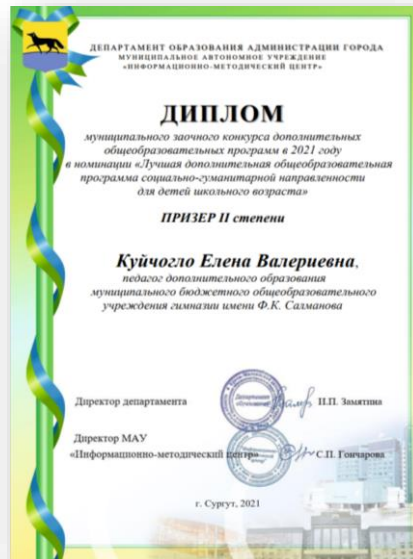 ДЕПАРТАМЕНТ ОБРАЗОВАНИЯ АДМИНИСТРАЦИИ ГОРОДА
МУНИЦИПАЛЬНОЕ АВТОНОМНОЕ УЧРЕЖДЕНИЕ
«ИНФОРМАЦИОННО-МЕТОДИЧЕСКИЙ ЦЕНТР»
ДИПЛОМ
муниципального заочного конкурса дополнительных
общеобразовательных программ в 2021 году
в номинации «Лучшая дополнительная общеобразовательная
программа социально-гуманитарной направленности
для детей школьного возраста»
ПРИЗЕР II степени
Куйчогло Елена Валериевна,
педагог дополнительного образования
муниципального бюджетного общеобразовательного
учреждения гимназии имени Ф.К. Салманова
Директор департамента И.П. Замятина
Директор МАУ
«Информационно-методический центр» С.П. Гончарова
г. Сургут, 2021